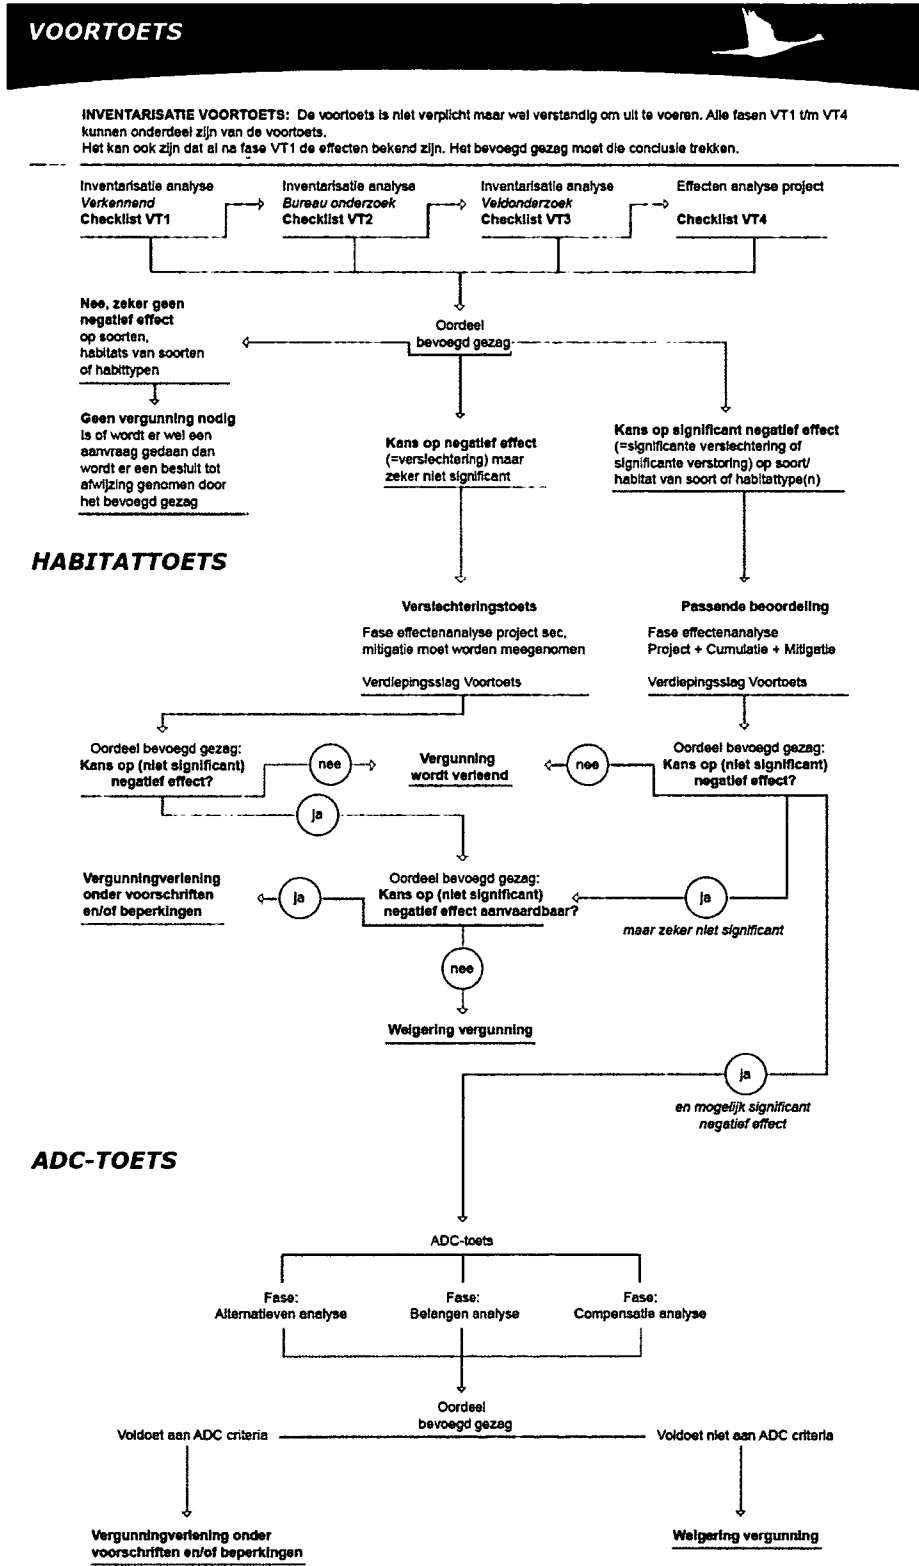 VOORTOETS
INVENTARISATIE VOORTOETS: De voortoets is niet verplicht maar wel verstandig om uit te voeren. Alle fasen VT1 t/m VT4
kunnen onderdeel zijn van de voortoets.
Het kan ook zijn dat al na fase VT1 de effecten bekend zijn. Het bevoegd gezag moet die conclusie trekken.
Inventarisatie analyse
Verkennend
Checklist VT1
Inventarisatie analyse
Bureau onderzoek
Checklist VT2
Inventarisatie analyse
Veldonderzoek
Checklist VT3
Effecten analyse project
Checklist VT4
Nee, zeker geen
negatief effect
op soorten,
habitats van soorten
of habittypen
Oordeel
bevoegd gezag
Geen vergunning nodig
is of wordt er wel een
aanvraag gedaan dan
wordt er een besluit tot
afwijzing genomen door
het bevoegd gezag
Kans op negatief effect
(=verslechtering) maar
zeker niet significant
Kans op significant negatief effect
(=significante verslechtering of
significante verstoring) op soort/
habitat van soort of habitattype(n)
HABITATTOETS
Verslechteringstoets
Fase effectenanalyse project sec,
mitigatie moet worden meegenomen
Verdiepingsslag Voortoets
Passende beoordeling
Fase effectenanalyse
Project + Cumulatie + Mitigatie
Verdiepingsslag Voortoets
Oordeel bevoegd gezag:
Kans op (niet significant)
negatief effect?
nee
Vergunning
wordt verleend
nee
Oordeel bevoegd gezag:
Kans op (niet significant)
negatief effect?
ja
Vergunningverlening
onder voorschriften
en/of beperkingen
ja
Oordeel bevoegd gezag:
Kans op (niet significant)
negatief effect aanvaardbaar?
ja
maar zeker niet significant
nee
Weigering vergunning
ja
en mogelijk significant
negatief effect
ADC-TOETS
ADC-toets
Fase:
Alternatieven analyse
Fase:
Belangen analyse
Fase:
Compensatie analyse
Oordeel
bevoegd gezag
Voldoet aan ADC criteria
Voldoet niet aan ADC criteria
Vergunningverlening onder
voorschriften en/of beperkingen
Weigering vergunning